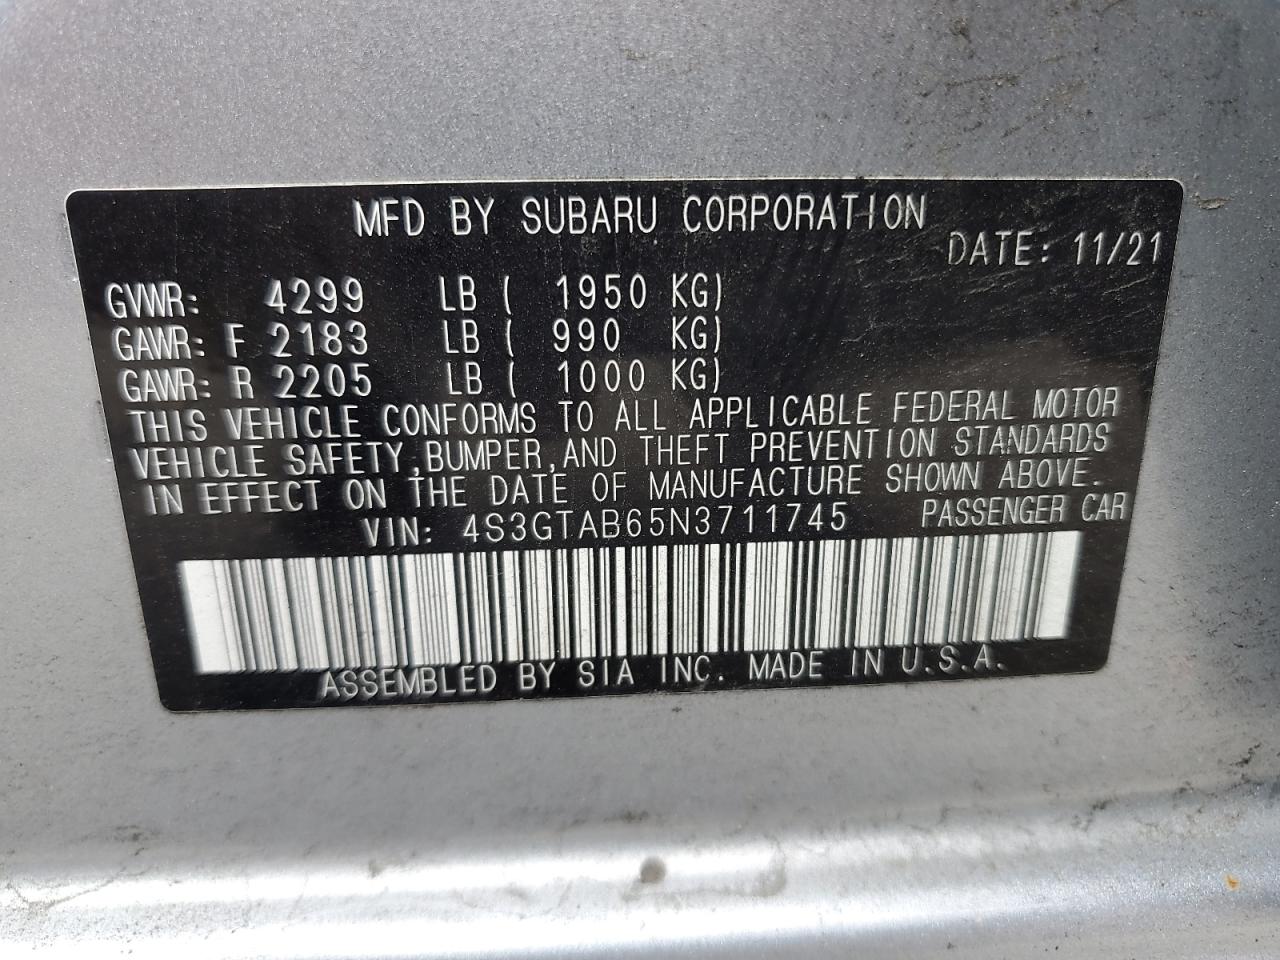 MFD BY SUBARU CORPORATION
DATE: 11/21
GVWR: 4299 LB ( 1950 KG)
GAWR: F 2183 LB ( 990 KG)
GAWR: R 2205 LB ( 1000 KG)
THIS VEHICLE CONFORMS TO ALL APPLICABLE FEDERAL MOTOR
VEHICLE SAFETY, BUMPER, AND THEFT PREVENTION STANDARDS
IN EFFECT ON THE DATE OF MANUFACTURE SHOWN ABOVE.
VIN: 4S3GTAB65N3711745 PASSENGER CAR
ASSEMBLED BY SIA INC. MADE IN U.S.A.